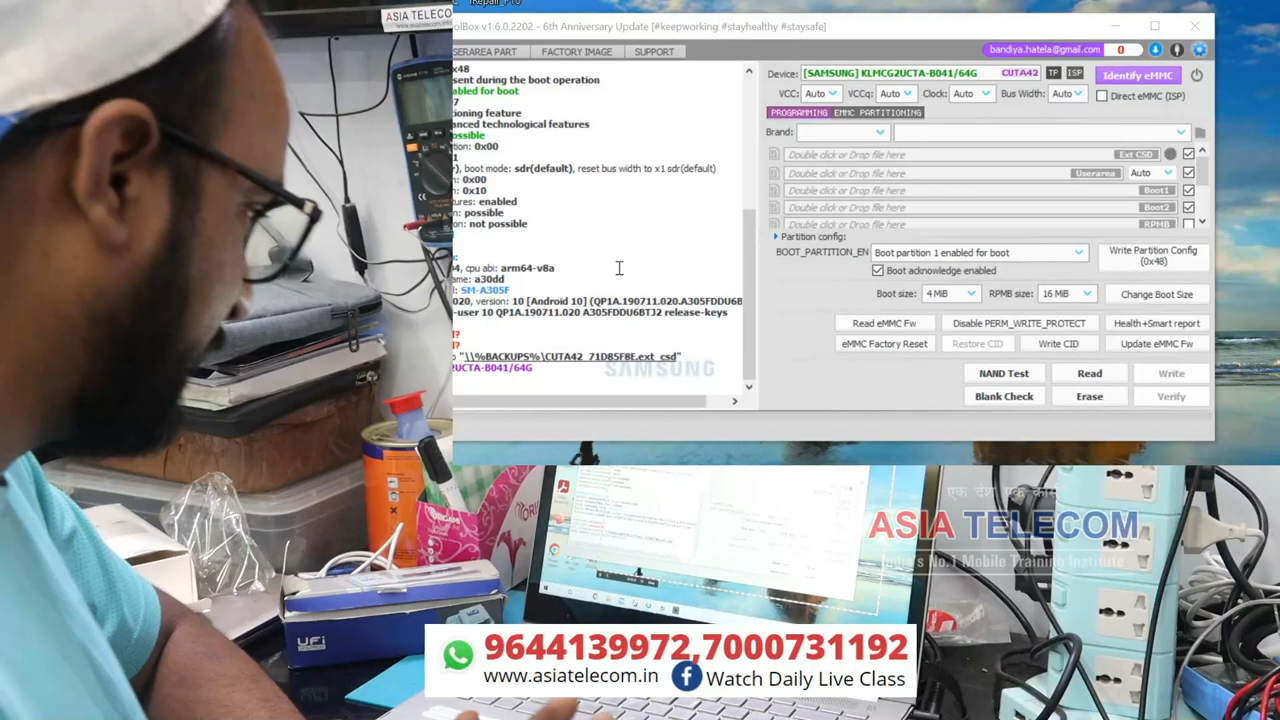 ASIA TELECO
olBox v1.6.0.2202 - 6th Anniversary Update [#keepworking #stayhealthy #staysafe]
SERAREA PART FACTORY IMAGE SUPPORT
bandiya.hatela@gmail.com 0
x48
sent during the boot operation
abled for boot
07
tioning feature
anced technological features
possible
tion: 0x00
), boot mode: sdr(default), reset bus width to x1 sdr(default)
n: 0x00
n: 0x10
tures: enabled
on: possible
on: not possible
04, cpu abi: arm64-v8a
ame: a30dd
l: SM-A305F
020, version: 10 [Android 10] (QP1A.190711.020.A305FDDU6B
-user 10 QP1A.190711.020 A305FDDU6BTJ2 release-keys
d?
d?
o "\\%BACKUPS%\CUTA42_71D85F8E.ext_csd"
2UCTA-B041/64G
SAMSUNG
Device: [SAMSUNG] KLMCG2UCTA-B041/64G CUTA42 TP ISP Identify eMMC
VCC: Auto VCCq: Auto Clock: Auto Bus Width: Auto Direct eMMC (ISP)
PROGRAMMING EMMC PARTITIONING
Brand:
Double click or Drop file here Ext CSD
Double click or Drop file here Userarea Auto
Double click or Drop file here Boot1
Double click or Drop file here Boot2
Double click or Drop file here RPMB
Partition config:
BOOT_PARTITION_EN Boot partition 1 enabled for boot Write Partition Config (0x48)
Boot acknowledge enabled
Boot size: 4 MiB RPMB size: 16 MiB Change Boot Size
Read eMMC Fw Disable PERM_WRITE_PROTECT Health+Smart report
eMMC Factory Reset Restore CID Write CID Update eMMC Fw
NAND Test Read Write
Blank Check Erase Verify
ORIGAMI
UFi
एक देश एक
ASIA TELECOM
India's No.1 Mobile Training Institute
9644139972,7000731192
www.asiatelecom.in Watch Daily Live Class